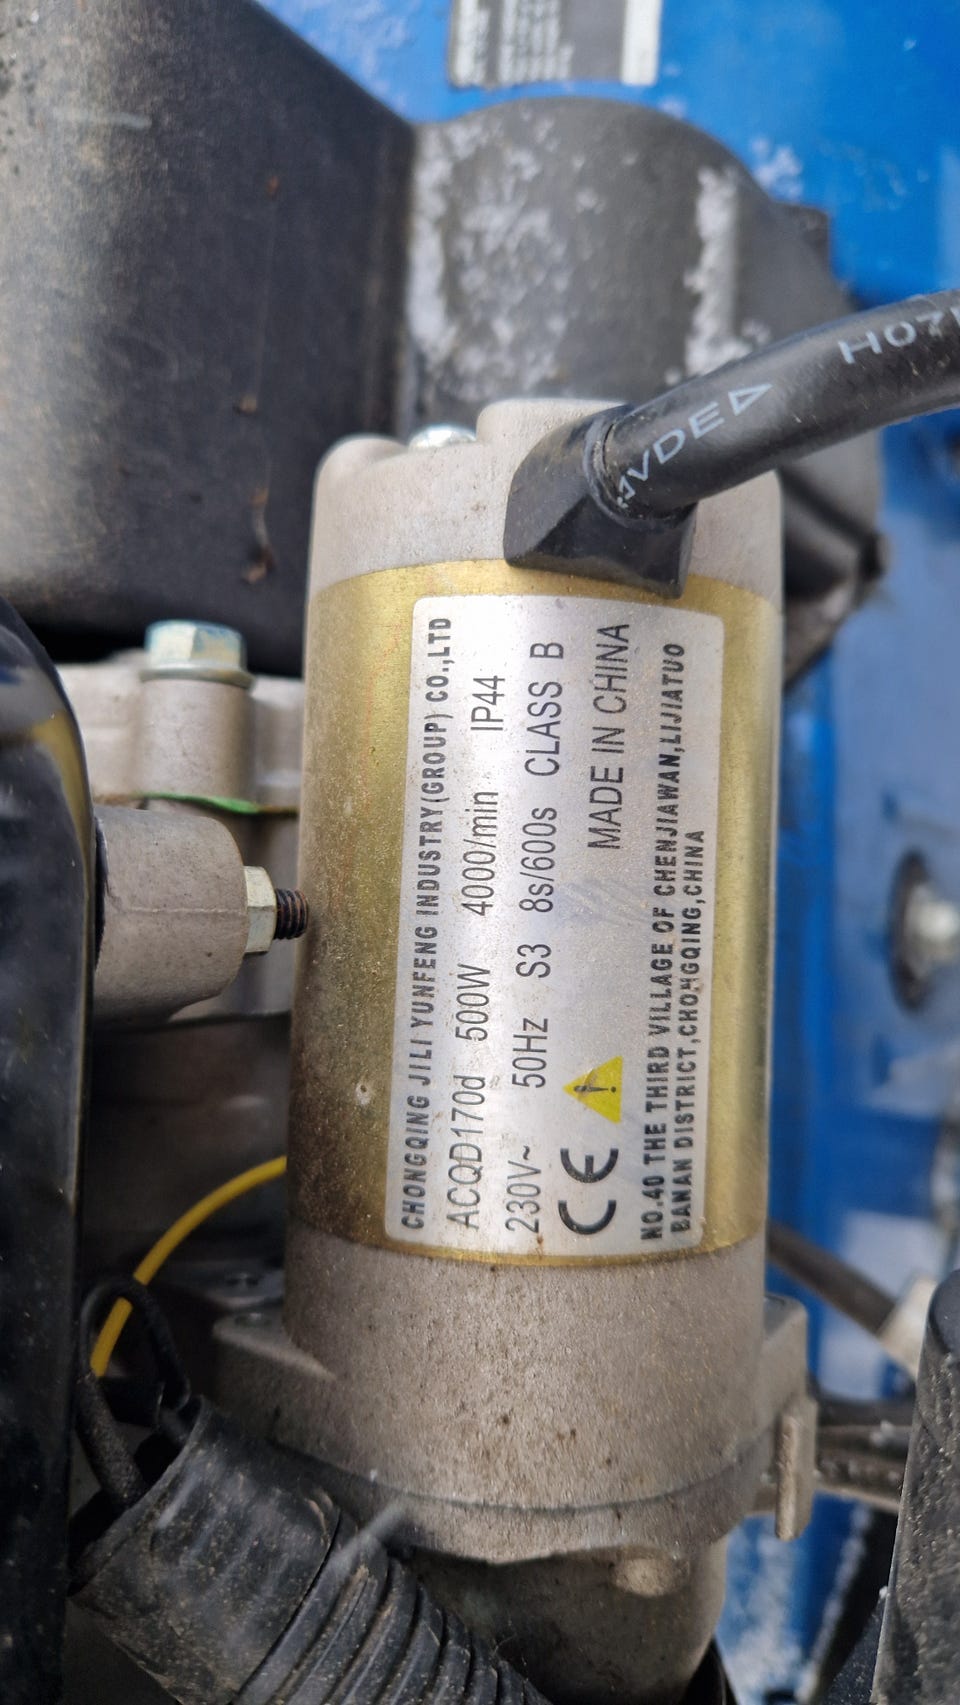 CHONGQING JILI YUNFENG INDUSTRY(GROUP) CO.,LTD
ACQD170d 500W 4000/min IP44
230V~ 50Hz S3 8s/600s CLASS B
CE MADE IN CHINA
NO.40 THE THIRD VILLAGE OF CHENJIAWAN,LIJIATUO
BANAN DISTRICT,CHONGQING,CHINA
VDE H07